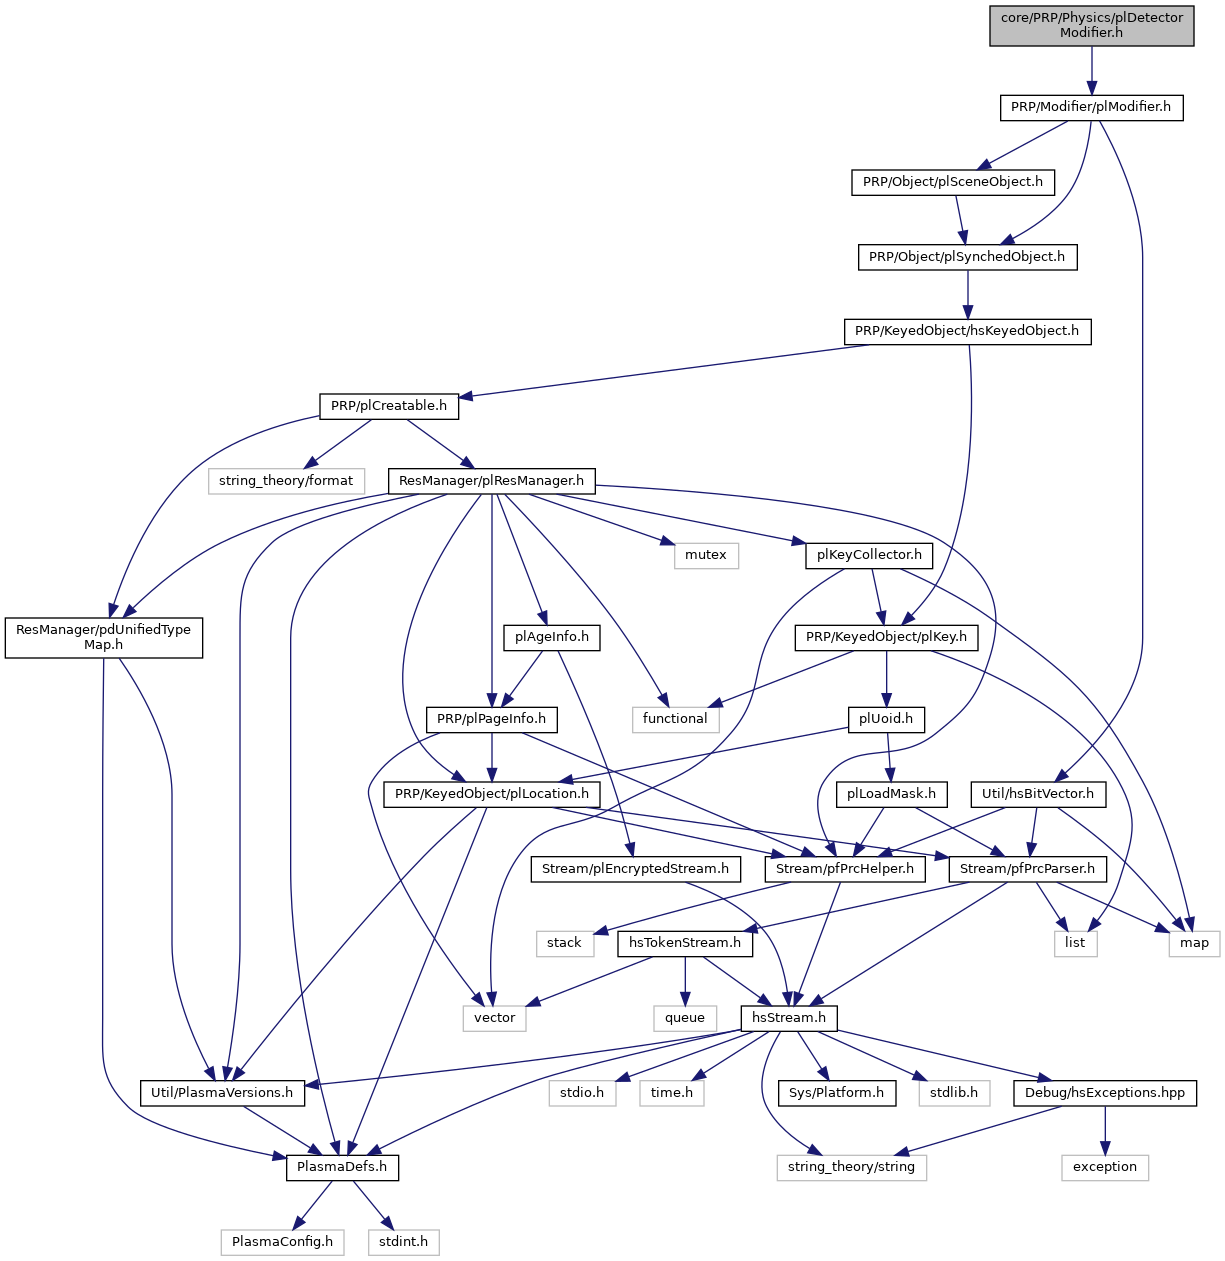 core/PRP/Physics/plDetector
Modifier.h
PRP/Modifier/plModifier.h
PRP/Object/plSceneObject.h
PRP/Object/plSynchedObject.h
PRP/KeyedObject/hsKeyedObject.h
PRP/plCreatable.h
string_theory/format
ResManager/plResManager.h
mutex
plKeyCollector.h
ResManager/pdUnifiedType
Map.h
plAgeInfo.h
PRP/KeyedObject/plKey.h
PRP/plPageInfo.h
functional
plUoid.h
PRP/KeyedObject/plLocation.h
plLoadMask.h
Util/hsBitVector.h
Stream/plEncryptedStream.h
Stream/pfPrcHelper.h
Stream/pfPrcParser.h
stack
hsTokenStream.h
list
map
vector
queue
hsStream.h
Util/PlasmaVersions.h
stdio.h
time.h
Sys/Platform.h
stdlib.h
Debug/hsExceptions.hpp
PlasmaDefs.h
string_theory/string
exception
PlasmaConfig.h
stdint.h